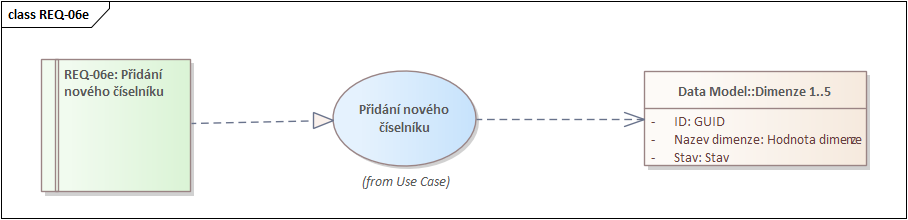 class REQ-06e
REQ-06e: Přidání
nového číselníku
Přidání nového
číselníku
(from Use Case)
Data Model::Dimenze 1..5
- ID: GUID
- Nazev dimenze: Hodnota dimenze
- Stav: Stav